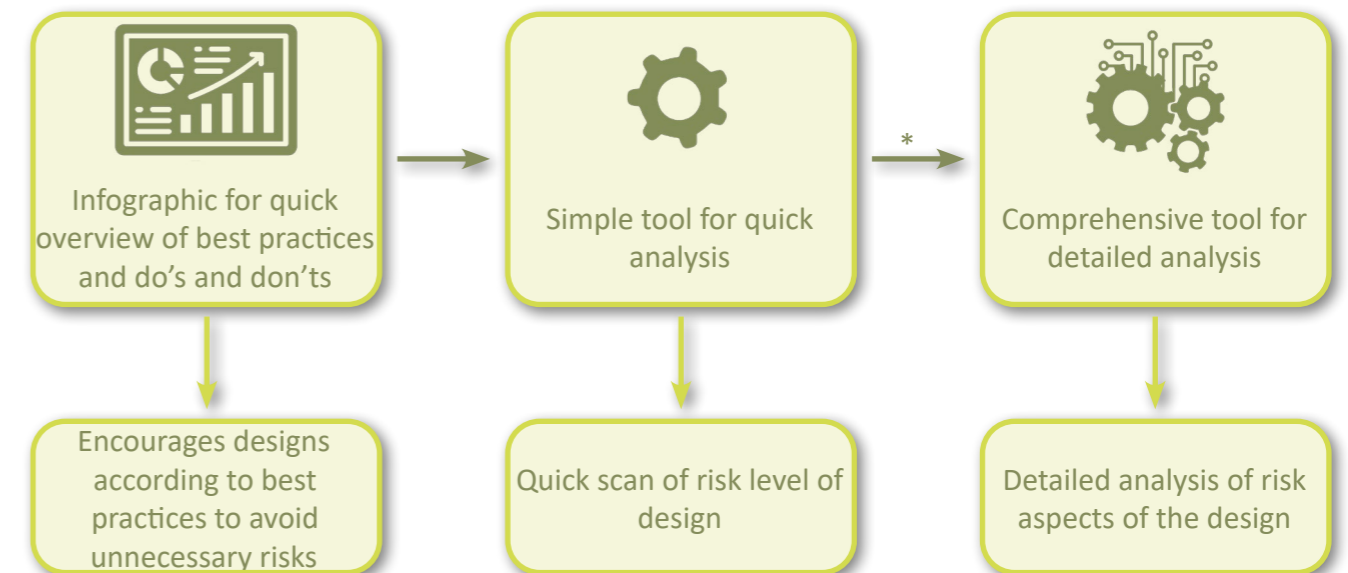 Infographic for quick
overview of best practices
and do’s and don’ts
Simple tool for quick
analysis
*
Comprehensive tool for
detailed analysis
Encourages designs
according to best
practices to avoid
unnecessary risks
Quick scan of risk level of
design
Detailed analysis of risk
aspects of the design